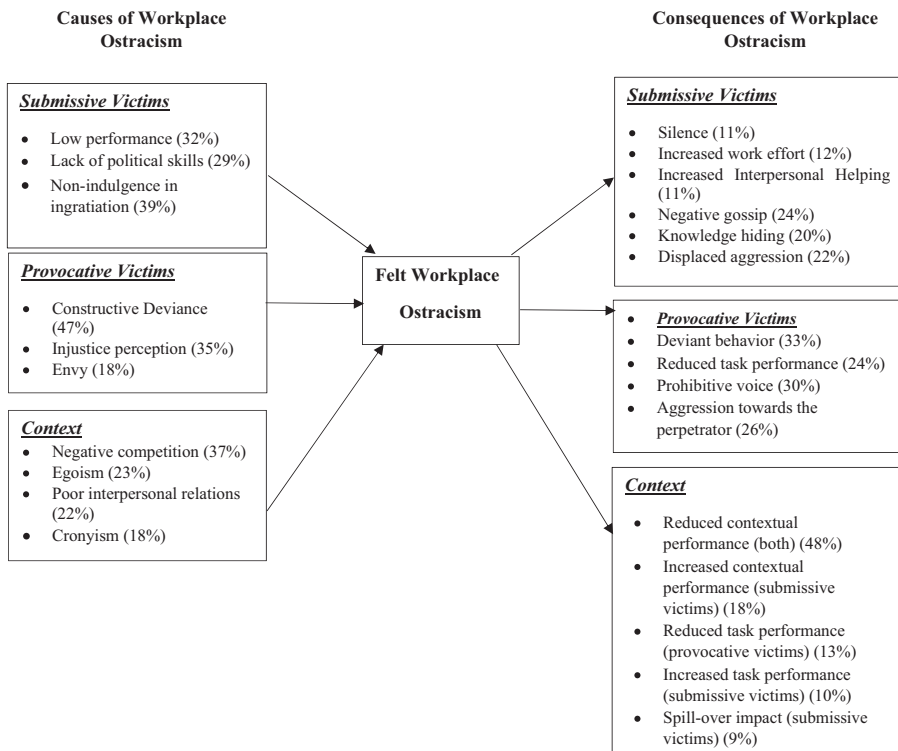 Causes of Workplace
Ostracism
Submissive Victims
• Low performance (32%)
• Lack of political skills (29%)
• Non-indulgence in
ingratiation (39%)
Provocative Victims
• Constructive Deviance
(47%)
• Injustice perception (35%)
• Envy (18%)
Context
• Negative competition (37%)
• Egoism (23%)
• Poor interpersonal relations
(22%)
• Cronyism (18%)
Felt Workplace
Ostracism
Consequences of Workplace
Ostracism
Submissive Victims
• Silence (11%)
• Increased work effort (12%)
• Increased Interpersonal Helping
(11%)
• Negative gossip (24%)
• Knowledge hiding (20%)
• Displaced aggression (22%)
• Provocative Victims
• Deviant behavior (33%)
• Reduced task performance (24%)
• Prohibitive voice (30%)
• Aggression towards the
perpetrator (26%)
Context
• Reduced contextual
performance (both) (48%)
• Increased contextual
performance (submissive
victims) (18%)
• Reduced task performance
(provocative victims) (13%)
• Increased task performance
(submissive victims) (10%)
• Spill-over impact (submissive
victims) (9%)